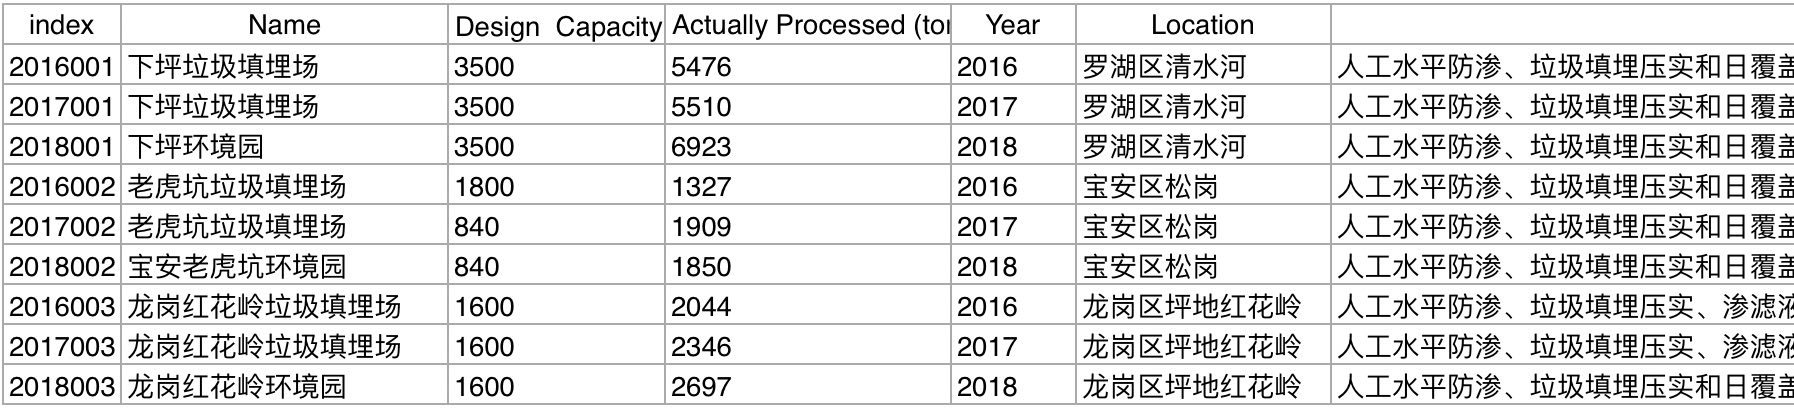 index Name Design Capacity Actually Processed (tor Year Location
2016001 下坪垃圾填埋场 3500 5476 2016 罗湖区清水河 人工水平防渗、垃圾填埋压实和日覆盖
2017001 下坪垃圾填埋场 3500 5510 2017 罗湖区清水河 人工水平防渗、垃圾填埋压实和日覆盖
2018001 下坪环境园 3500 6923 2018 罗湖区清水河 人工水平防渗、垃圾填埋压实和日覆盖
2016002 老虎坑垃圾填埋场 1800 1327 2016 宝安区松岗 人工水平防渗、垃圾填埋压实和日覆盖
2017002 老虎坑垃圾填埋场 840 1909 2017 宝安区松岗 人工水平防渗、垃圾填埋压实和日覆盖
2018002 宝安老虎坑环境园 840 1850 2018 宝安区松岗 人工水平防渗、垃圾填埋压实和日覆盖
2016003 龙岗红花岭垃圾填埋场 1600 2044 2016 龙岗区坪地红花岭 人工水平防渗、垃圾填埋压实、渗滤液
2017003 龙岗红花岭垃圾填埋场 1600 2346 2017 龙岗区坪地红花岭 人工水平防渗、垃圾填埋压实、渗滤液
2018003 龙岗红花岭环境园 1600 2697 2018 龙岗区坪地红花岭 人工水平防渗、垃圾填埋压实和日覆盖